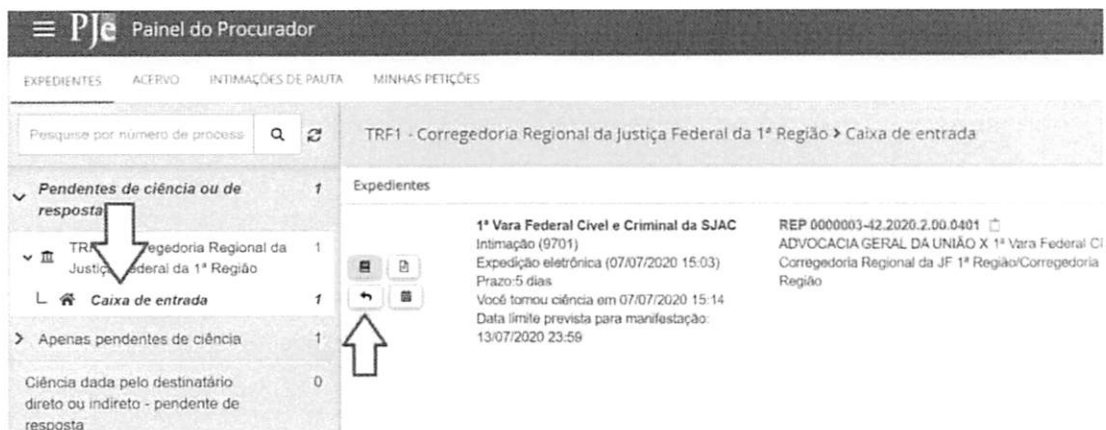 PJe Painel do Procurador
EXPEDIENTES ACERVO INTIMAÇÕES DE PAUTA MINHAS PETIÇÕES
Pesquise por número de process
TRF1 - Corregedoria Regional da Justiça Federal da 1ª Região > Caixa de entrada
Pendentes de ciência ou de resposta 1
egedoria Regional da 1
Justiça ederal da 1ª Região
Caixa de entrada 1
Apenas pendentes de ciência 1
Ciência dada pelo destinatário 0
direto ou indireto - pendente de
resposta
Expedientes
1ª Vara Federal Cível e Criminal da SJAC
Intimação (9701)
Expedição eletrônica (07/07/2020 15:03)
Prazo:5 dias
Você tomou ciência em 07/07/2020 15:14
Data limite prevista para manifestação:
13/07/2020 23:59
REP 0000003-42.2020.2.00.0401
ADVOCACIA GERAL DA UNIÃO X 1ª Vara Federal Cí
Corregedoria Regional da JF 1ª Região/Corregedoria
Região